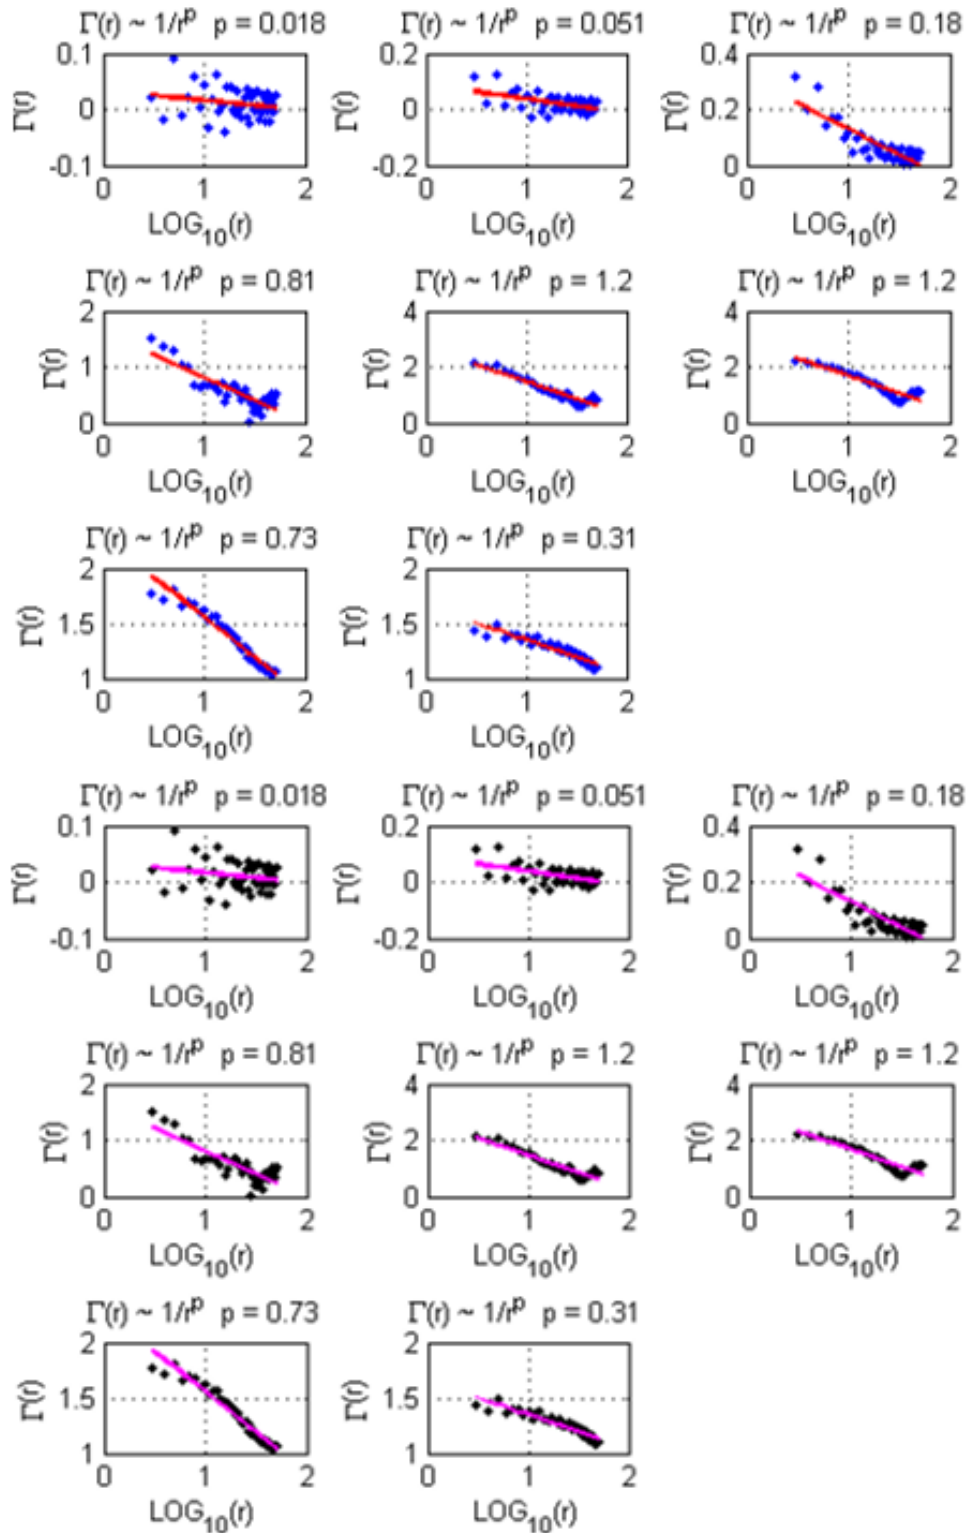 Γ(r) ~ 1/r^p p = 0.018 Γ(r) ~ 1/r^p p = 0.051 Γ(r) ~ 1/r^p p = 0.18
0.1 0.2 0.4
Γ(r) 0 Γ(r) 0 Γ(r) 0.2
-0.1 -0.2 0
0 1 2 0 1 2 0 1 2
LOG₁₀(r) LOG₁₀(r) LOG₁₀(r)
Γ(r) ~ 1/r^p p = 0.81 Γ(r) ~ 1/r^p p = 1.2 Γ(r) ~ 1/r^p p = 1.2
2 4 4
Γ(r) 1 Γ(r) 2 Γ(r) 2
0 0 0
0 1 2 0 1 2 0 1 2
LOG₁₀(r) LOG₁₀(r) LOG₁₀(r)
Γ(r) ~ 1/r^p p = 0.73 Γ(r) ~ 1/r^p p = 0.31
2 2
Γ(r) 1.5 Γ(r) 1.5
1 1
0 1 2 0 1 2
LOG₁₀(r) LOG₁₀(r)
Γ(r) ~ 1/r^p p = 0.018 Γ(r) ~ 1/r^p p = 0.051 Γ(r) ~ 1/r^p p = 0.18
0.1 0.2 0.4
Γ(r) 0 Γ(r) 0 Γ(r) 0.2
-0.1 -0.2 0
0 1 2 0 1 2 0 1 2
LOG₁₀(r) LOG₁₀(r) LOG₁₀(r)
Γ(r) ~ 1/r^p p = 0.81 Γ(r) ~ 1/r^p p = 1.2 Γ(r) ~ 1/r^p p = 1.2
2 4 4
Γ(r) 1 Γ(r) 2 Γ(r) 2
0 0 0
0 1 2 0 1 2 0 1 2
LOG₁₀(r) LOG₁₀(r) LOG₁₀(r)
Γ(r) ~ 1/r^p p = 0.73 Γ(r) ~ 1/r^p p = 0.31
2 2
Γ(r) 1.5 Γ(r) 1.5
1 1
0 1 2 0 1 2
LOG₁₀(r) LOG₁₀(r)